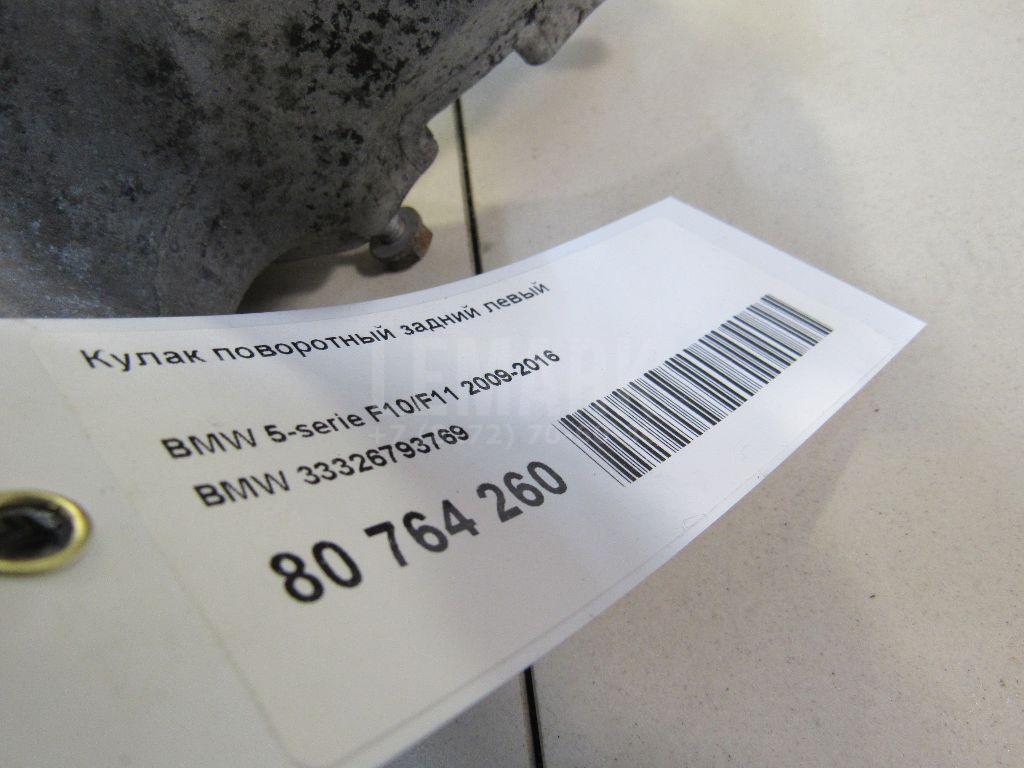 Кулак поворотный задний левый
BMW 5-serie F10/F11 2009-2016
BMW 33326793769
80 764 260